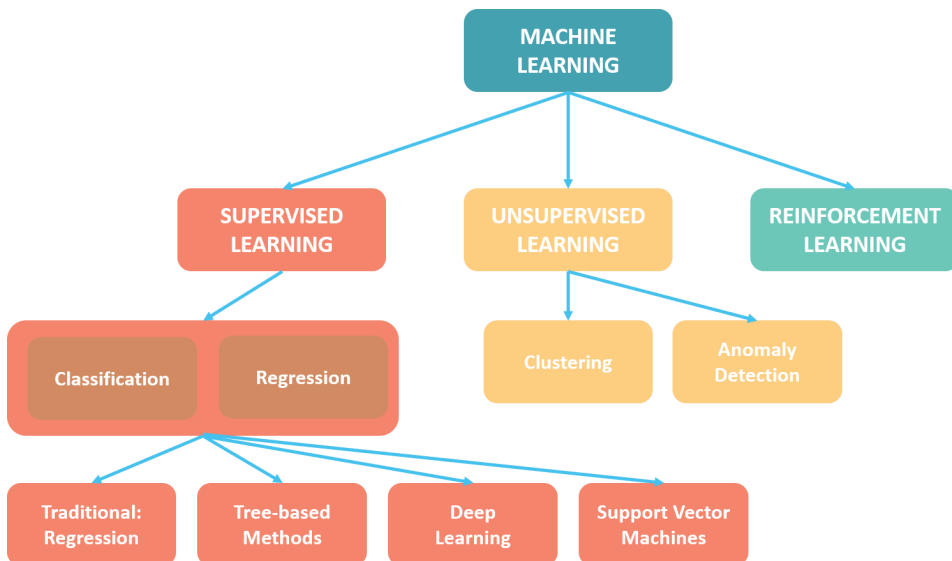 MACHINE
LEARNING
SUPERVISED
LEARNING
UNSUPERVISED
LEARNING
REINFORCEMENT
LEARNING
Classification
Regression
Clustering
Anomaly
Detection
Traditional:
Regression
Tree-based
Methods
Deep
Learning
Support Vector
Machines